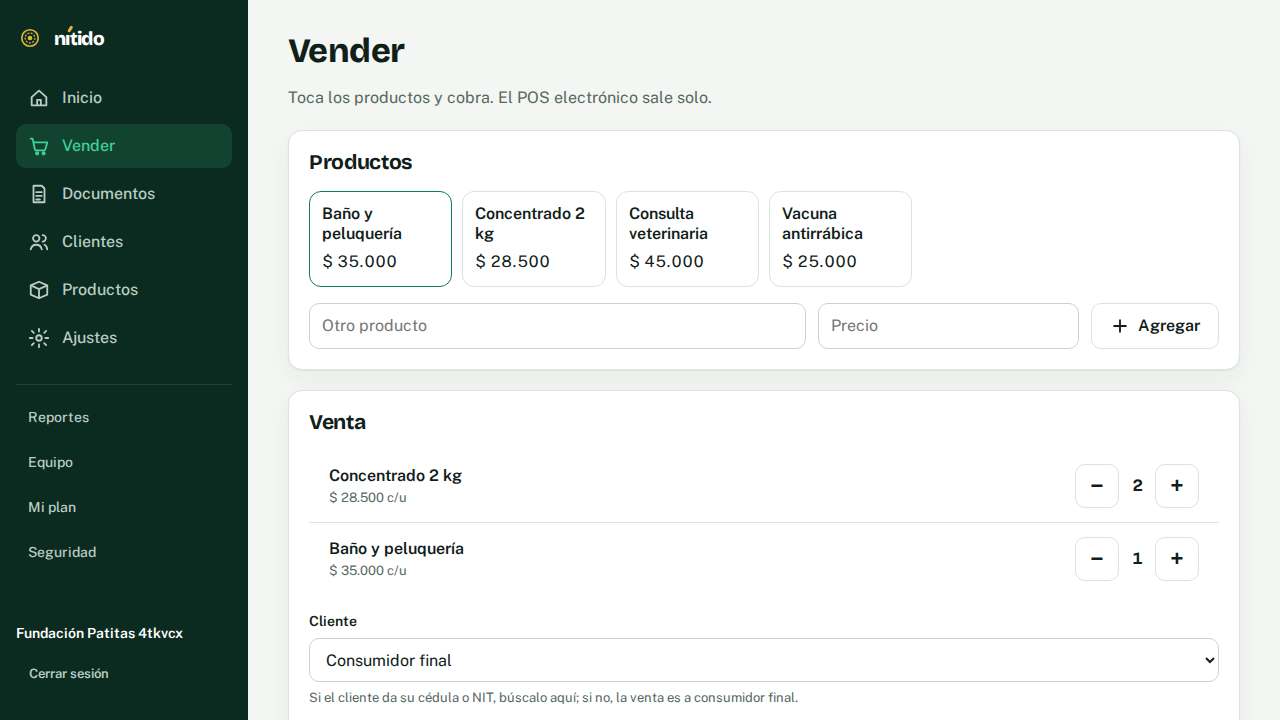 nítido
Inicio
Vender
Documentos
Clientes
Productos
Ajustes
Reportes
Equipo
Mi plan
Seguridad
Fundación Patitas 4tkvcx
Cerrar sesión
Vender
Toca los productos y cobra. El POS electrónico sale solo.
Productos
Baño y
peluquería
$ 35.000
Concentrado 2
kg
$ 28.500
Consulta
veterinaria
$ 45.000
Vacuna
antirrábica
$ 25.000
Otro producto
Precio
+ Agregar
Venta
Concentrado 2 kg
$ 28.500 c/u
− 2 +
Baño y peluquería
$ 35.000 c/u
− 1 +
Cliente
Consumidor final
Si el cliente da su cédula o NIT, búscalo aquí; si no, la venta es a consumidor final.